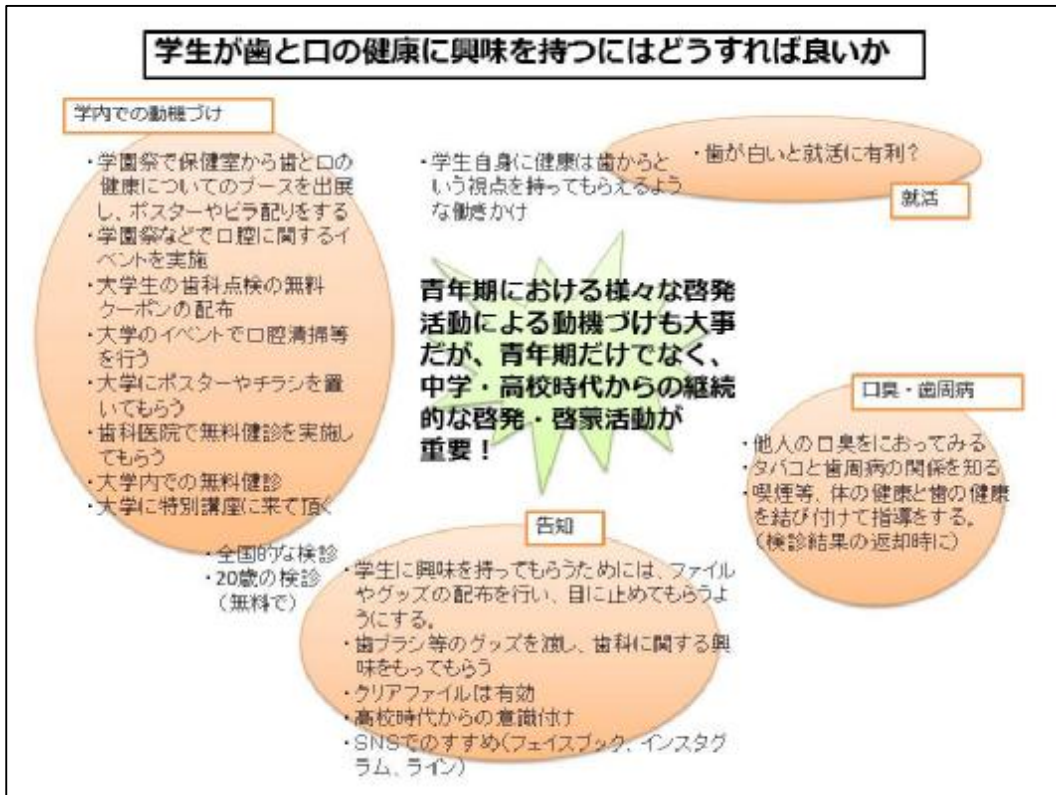 学生が歯と口の健康に興味を持つにはどうすれば良いか
学内での動機づけ
・学園祭で保健室から歯と口の
健康についてのブースを出展
し、ポスターやビラ配りをする
・学園祭などで口腔に関するイ
ベントを実施
・大学生の歯科点検の無料
クーポンの配布
・大学のイベントで口腔清掃等
を行う
・大学にポスターやチラシを置
いてもらう
・歯科医院で無料健診を実施し
てもらう
・大学内での無料健診
・大学に特別講座に来て頂く
・全国的な検診
・20歳の検診
（無料で）
・学生自身に健康は歯からと
いう視点を持ってもらえるよう
な働きかけ
・歯が白いと就活に有利？
就活
青年期における様々な啓発
活動による動機づけも大事
だが、青年期だけでなく、
中学・高校時代からの継続
的な啓発・啓蒙活動が
重要！
口臭・歯周病
・他人の口臭をにおってみる
・タバコと歯周病の関係を知る
・喫煙等、体の健康と歯の健康
を結び付けて指導をする。
（検診結果の返却時に）
告知
・学生に興味を持ってもらうためには、ファイル
やグッズの配布を行い、目に止めてもらうよ
うにする。
・歯ブラシ等のグッズを渡し、歯科に関する興
味をもってもらう
・クリアファイルは有効
・高校時代からの意識付け
・SNSでのすすめ（フェイスブック、インスタグ
ラム、ライン）